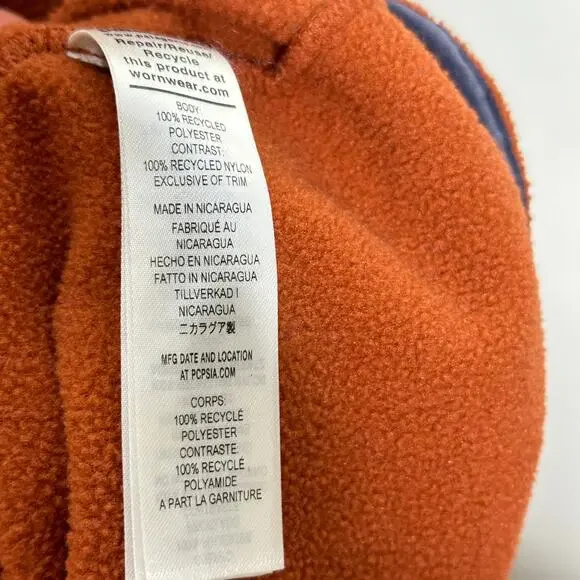 Repair/Reuse/
Recycle
this product at
wornwear.com
BODY:
100% RECYCLED
POLYESTER
CONTRAST:
100% RECYCLED NYLON
EXCLUSIVE OF TRIM
MADE IN NICARAGUA
FABRIQUÉ AU
NICARAGUA
HECHO EN NICARAGUA
FATTO IN NICARAGUA
TILLVERKAD I
NICARAGUA
ニカラグア製
MFG DATE AND LOCATION
AT PCPSIA.COM
CORPS:
100% RECYCLÉ
POLYESTER
CONTRASTE:
100% RECYCLÉ
POLYAMIDE
A PART LA GARNITURE